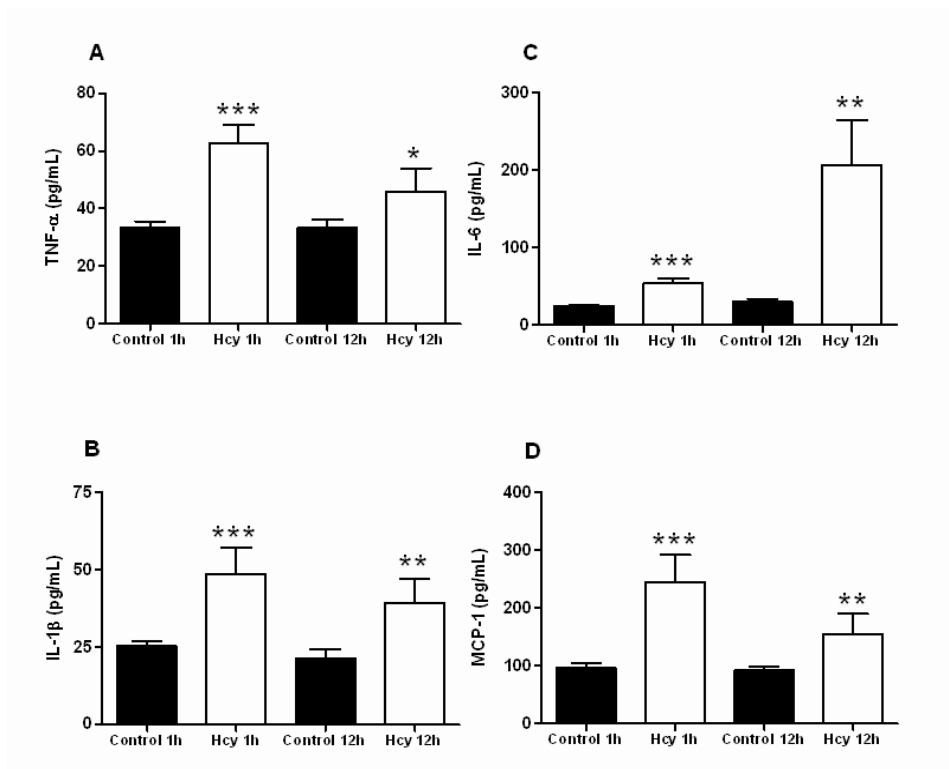 A
TNF-α (pg/mL)
80
60
40
20
0
***
*
Control 1h Hcy 1h Control 12h Hcy 12h
C
IL-6 (pg/mL)
300
200
100
0
***
**
Control 1h Hcy 1h Control 12h Hcy 12h
B
IL-1β (pg/mL)
75
50
25
0
***
**
Control 1h Hcy 1h Control 12h Hcy 12h
D
MCP-1 (pg/mL)
400
300
200
100
0
***
**
Control 1h Hcy 1h Control 12h Hcy 12h